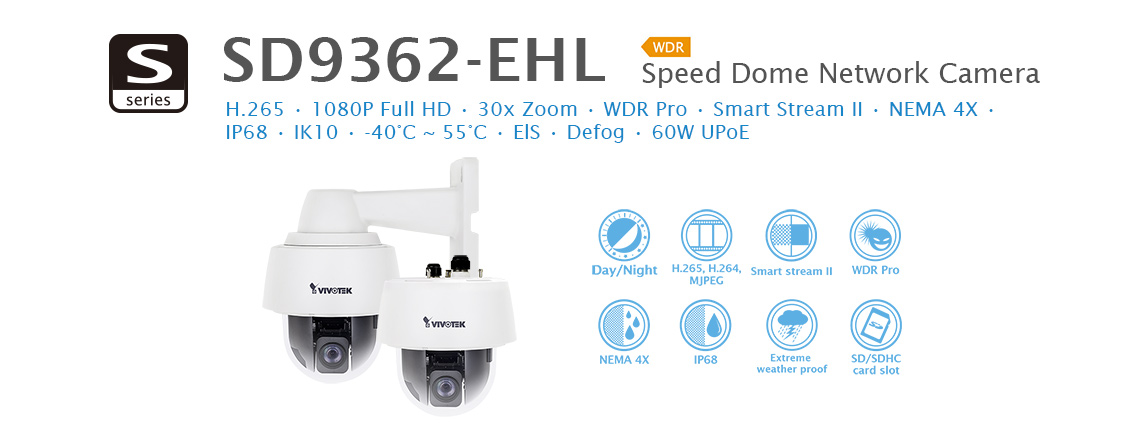 S
series
SD9362-EHL
WDR
Speed Dome Network Camera
H.265 · 1080P Full HD · 30x Zoom · WDR Pro · Smart Stream II · NEMA 4X ·
IP68 · IK10 · -40°C ~ 55°C · EIS · Defog · 60W UPoE
VIVOTEK
VIVOTEK
Day/Night
H.265, H.264,
MJPEG
Smart stream II
WDR Pro
NEMA 4X
IP68
Extreme
weather proof
SD/SDHC
card slot